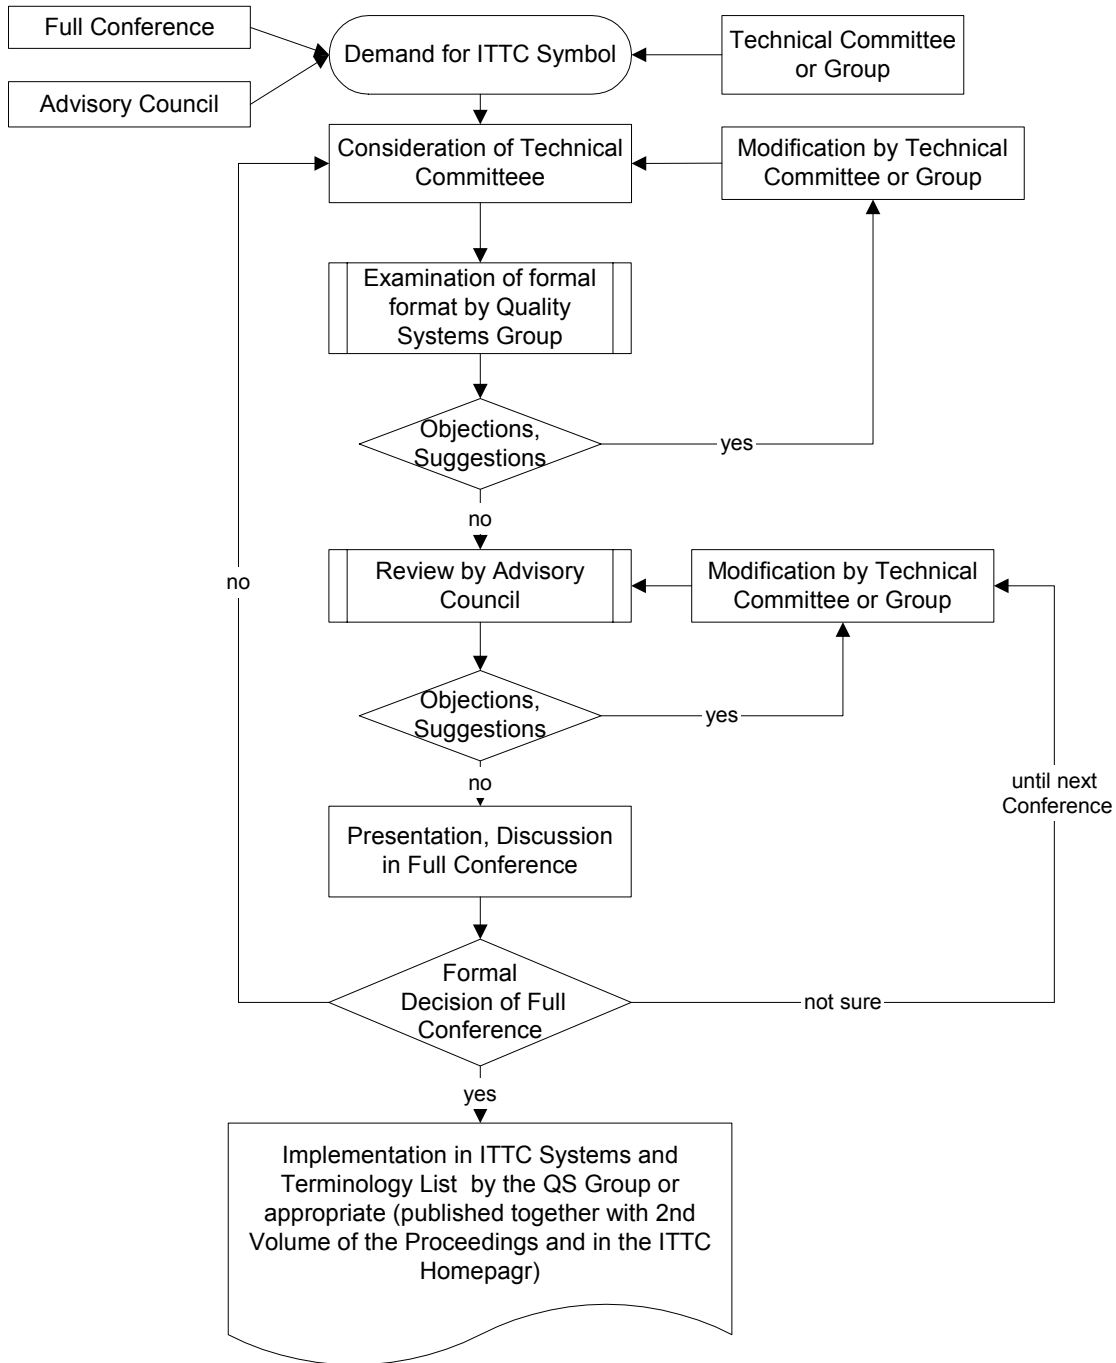 Full Conference
Demand for ITTC Symbol
Technical Committee
or Group
Advisory Council
Consideration of Technical
Committeee
Modification by Technical
Committee or Group
Examination of formal
format by Quality
Systems Group
Objections,
Suggestions
yes
no
Review by Advisory
Council
Modification by Technical
Committee or Group
no
Objections,
Suggestions
yes
no
until next
Conference
Presentation, Discussion
in Full Conference
Formal
Decision of Full
Conference
not sure
yes
Implementation in ITTC Systems and
Terminology List by the QS Group or
appropriate (published together with 2nd
Volume of the Proceedings and in the ITTC
Homepagr)